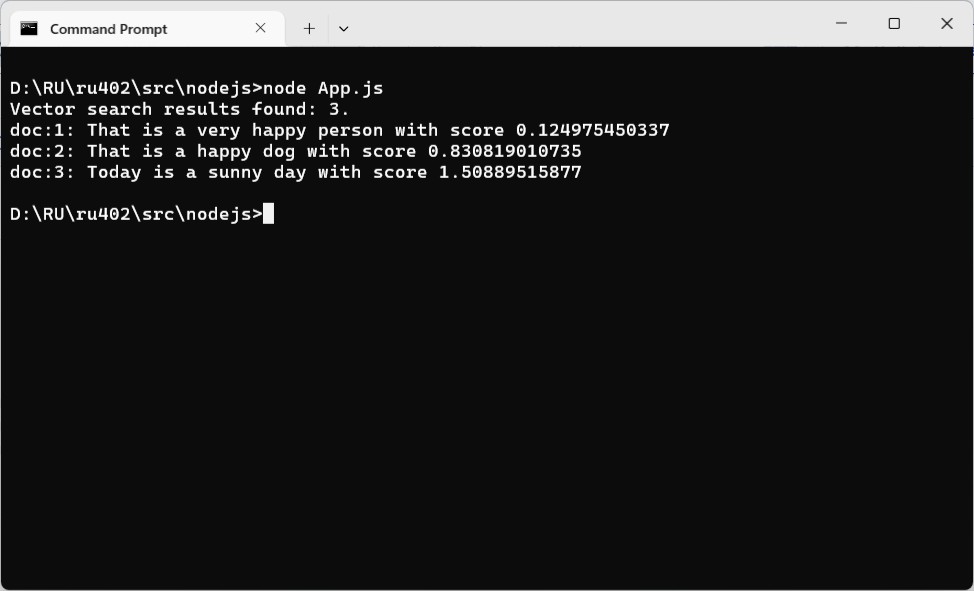 Command Prompt
D:\RU\ru402\src\nodejs>node App.js
Vector search results found: 3.
doc:1: That is a very happy person with score 0.124975450337
doc:2: That is a happy dog with score 0.830819010735
doc:3: Today is a sunny day with score 1.50889515877
D:\RU\ru402\src\nodejs>